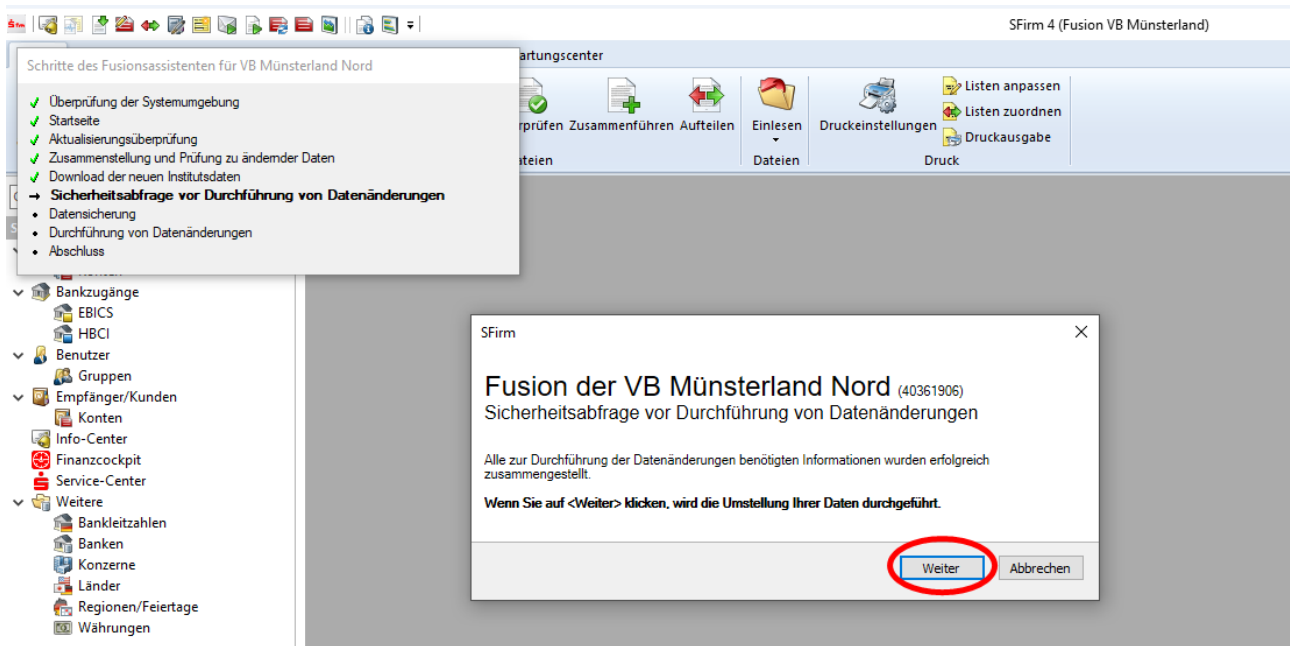 SFirm 4 (Fusion VB Münsterland)
artungscenter
Schritte des Fusionsassistenten für VB Münsterland Nord
Überprüfung der Systemumgebung
Startseite
Aktualisierungsüberprüfung
Zusammenstellung und Prüfung zu ändernder Daten
Download der neuen Institutsdaten
Sicherheitsabfrage vor Durchführung von Datenänderungen
Datensicherung
Durchführung von Datenänderungen
Abschluss
Zusammenführen
Aufteilen
Einlesen
Druckeinstellungen
Listen anpassen
Listen zuordnen
Druckausgabe
Dateien
Druck
Bankzugänge
EBICS
HBCI
Benutzer
Gruppen
Empfänger/Kunden
Konten
Info-Center
Finanzcockpit
Service-Center
Weitere
Bankleitzahlen
Banken
Konzerne
Länder
Regionen/Feiertage
Währungen
SFirm
Fusion der VB Münsterland Nord (40361906)
Sicherheitsabfrage vor Durchführung von Datenänderungen
Alle zur Durchführung der Datenänderungen benötigten Informationen wurden erfolgreich
zusammengestellt.
Wenn Sie auf <Weiter> klicken, wird die Umstellung Ihrer Daten durchgeführt.
Weiter
Abbrechen